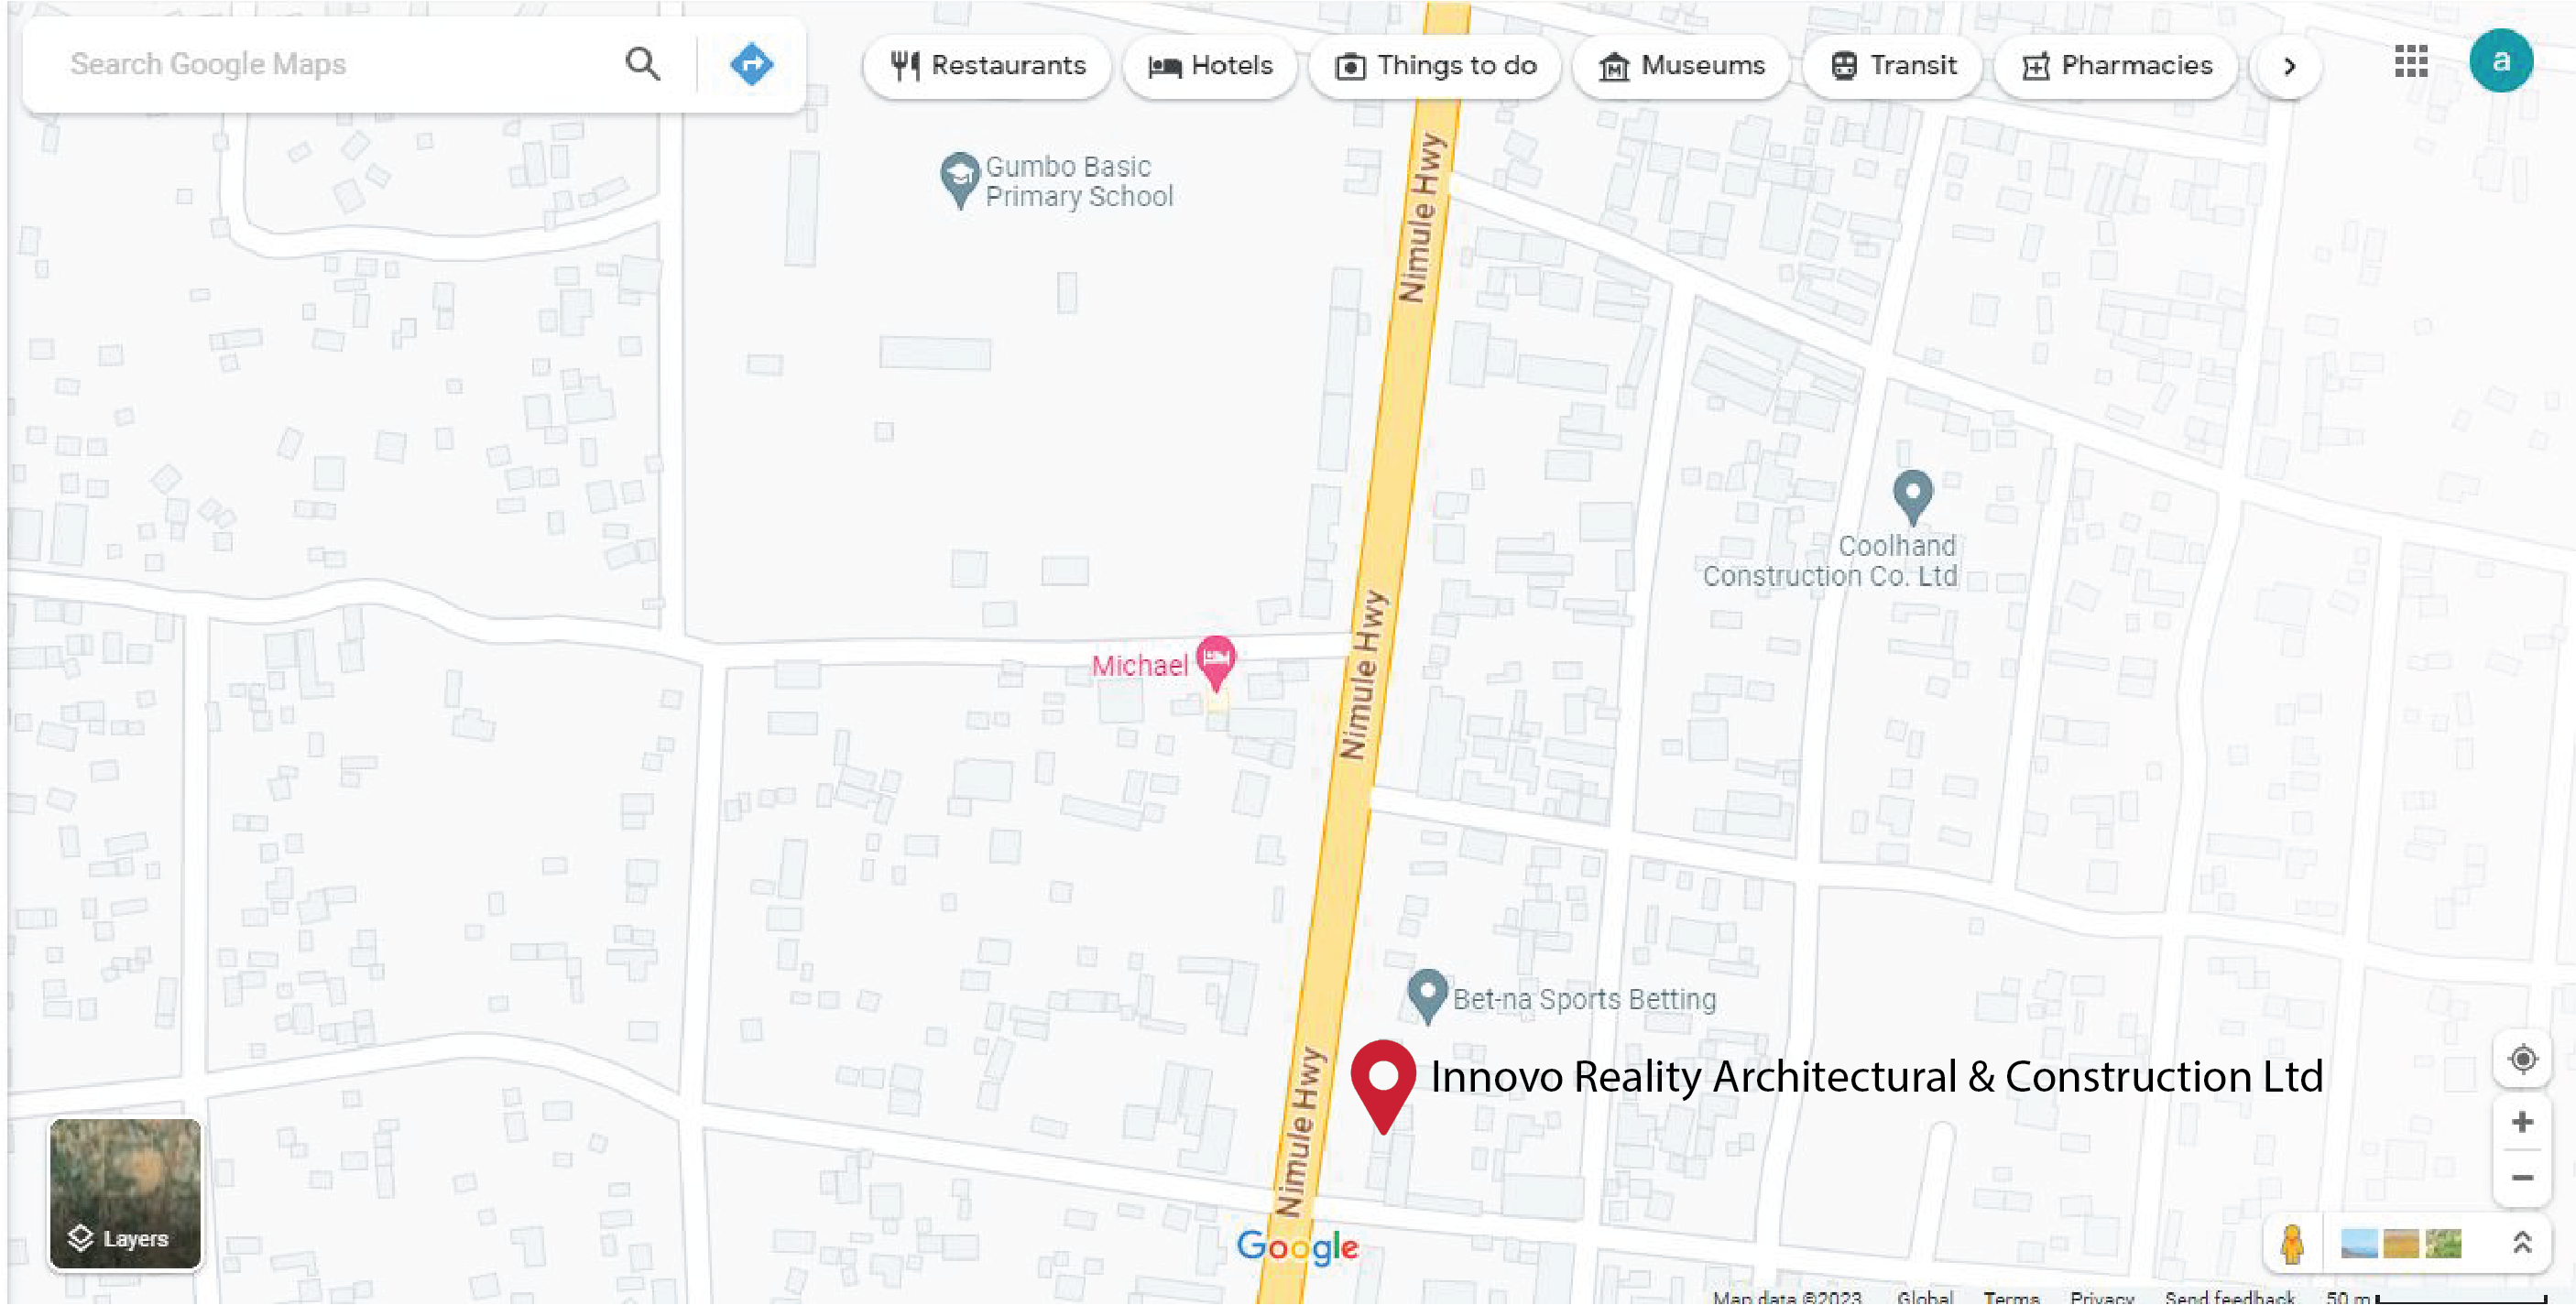 Search Google Maps
Restaurants
Hotels
Things to do
Museums
Transit
Pharmacies
a
Gumbo Basic
Primary School
Nimule Hwy
Coolhand
Construction Co. Ltd
Michael
Nimule Hwy
Bet-na Sports Betting
Innovo Reality Architectural & Construction Ltd
Nimule Hwy
Layers
Google
Map data ©2023 Global Terms Privacy Send feedback 50 m